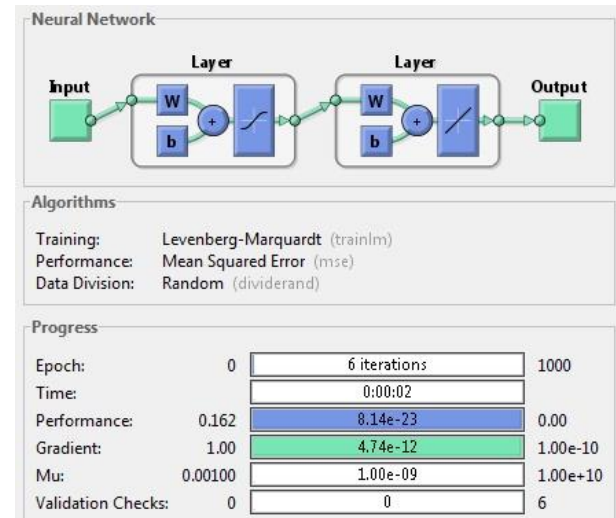 Neural Network
Layer Layer
Input Output
W W
+ +
b b
Algorithms
Training: Levenberg-Marquardt (trainlm)
Performance: Mean Squared Error (mse)
Data Division: Random (dividerand)
Progress
Epoch: 0 6 iterations 1000
Time: 0:00:02
Performance: 0.162 8.14e-23 0.00
Gradient: 1.00 4.74e-12 1.00e-10
Mu: 0.00100 1.00e-09 1.00e+10
Validation Checks: 0 0 6